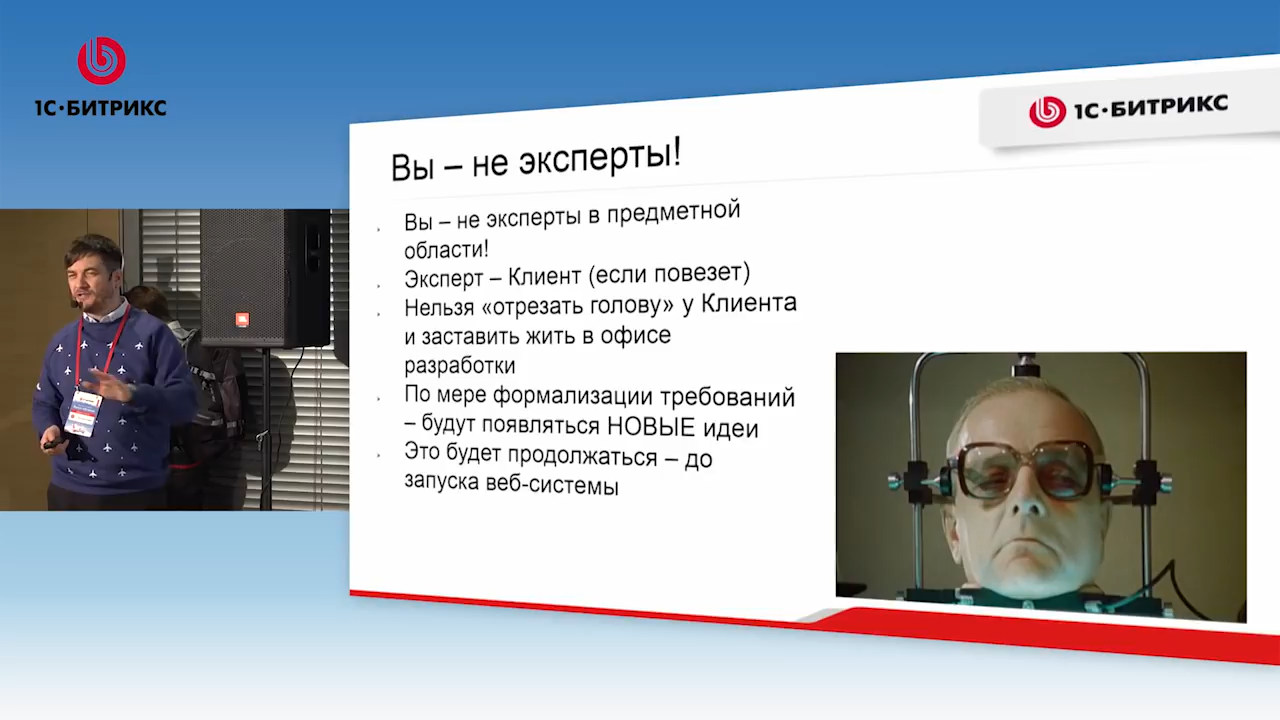 1С·БИТРИКС
1С·БИТРИКС
Вы – не эксперты!
Вы – не эксперты в предметной
области!
Эксперт – Клиент (если повезет)
Нельзя «отрезать голову» у Клиента
и заставить жить в офисе
разработки
По мере формализации требований
– будут появляться НОВЫЕ идеи
Это будет продолжаться – до
запуска веб-системы
JBL